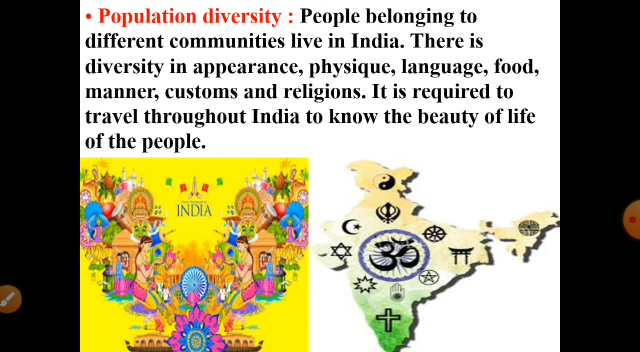 • Population diversity : People belonging to
different communities live in India. There is
diversity in appearance, physique, language, food,
manner, customs and religions. It is required to
travel throughout India to know the beauty of life
of the people.
INDIA
ॐ